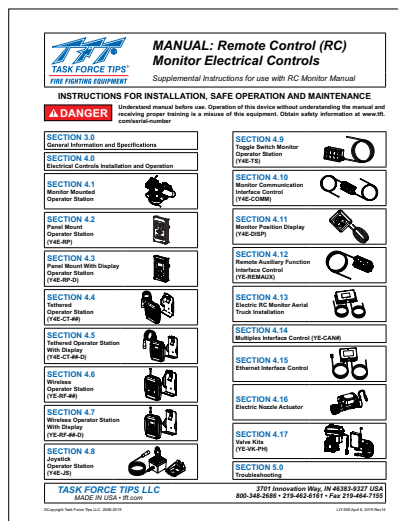 TFT
TASK FORCE TIPS®
FIRE FIGHTING EQUIPMENT
MANUAL: Remote Control (RC)
Monitor Electrical Controls
Supplemental Instructions for use with RC Monitor Manual
INSTRUCTIONS FOR INSTALLATION, SAFE OPERATION AND MAINTENANCE
DANGER
Understand manual before use. Operation of this device without understanding the manual and
receiving proper training is a misuse of this equipment. Obtain safety information at www.tft.
com/serial-number
SECTION 3.0
General Information and Specifications
SECTION 4.0
Electrical Controls Installation and Operation
SECTION 4.1
Monitor Mounted
Operator Station
SECTION 4.2
Panel Mount
Operator Station
(Y4E-RP)
SECTION 4.3
Panel Mount With Display
Operator Station
(Y4E-RP-D)
SECTION 4.4
Tethered
Operator Station
(Y4E-CT-##)
SECTION 4.5
Tethered Operator Station
With Display
(Y4E-CT-##-D)
SECTION 4.6
Wireless
Operator Station
(YE-RF-##)
SECTION 4.7
Wireless Operator Station
With Display
(YE-RF-##-D)
SECTION 4.8
Joystick
Operator Station
(Y4E-JS)
SECTION 4.9
Toggle Switch Monitor
Operator Station
(Y4E-TS)
SECTION 4.10
Monitor Communication
Interface Control
(Y4E-COMM)
SECTION 4.11
Monitor Position Display
(Y4E-DISP)
SECTION 4.12
Remote Auxiliary Function
Interface Control
(YE-REMAUX)
SECTION 4.13
Electric RC Monitor Aerial
Truck Installation
SECTION 4.14
Multiplex Interface Control (YE-CAN#)
SECTION 4.15
Ethernet Interface Control
SECTION 4.16
Electric Nozzle Actuator
SECTION 4.17
Valve Kits
(YE-VK-PH)
SECTION 5.0
Troubleshooting
TASK FORCE TIPS LLC
MADE IN USA • tft.com
3701 Innovation Way, IN 46383-9327 USA
800-348-2686 • 219-462-6161 • Fax 219-464-7155
©Copyright Task Force Tips LLC 2008-2019
LIY-500 April 6, 2019 Rev14